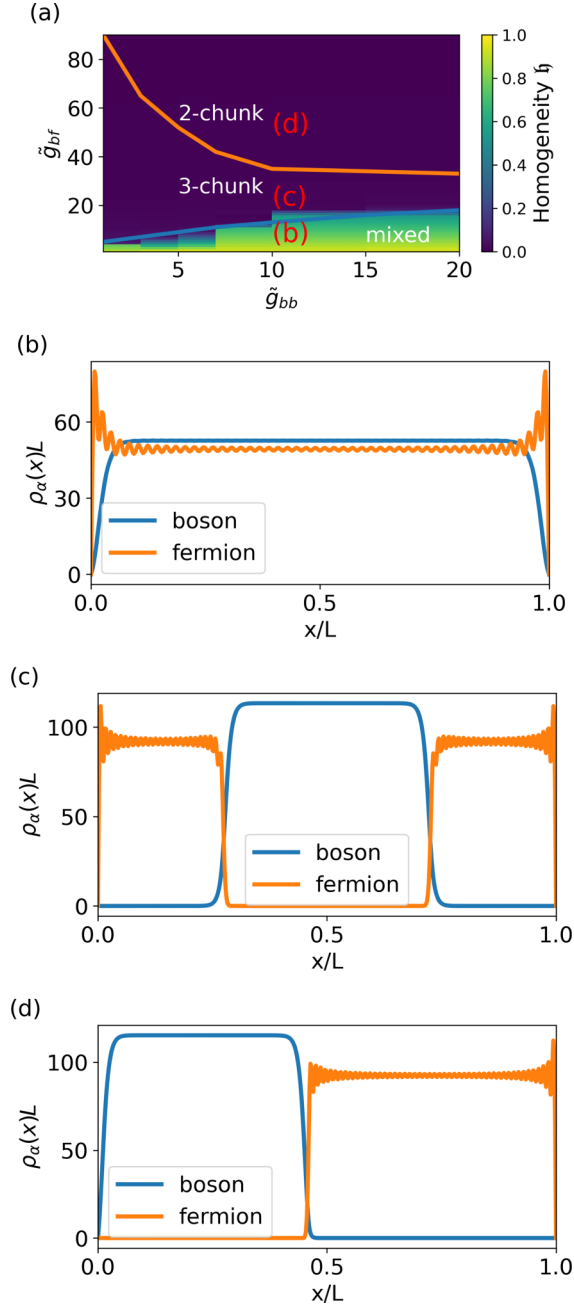 (a)
80
60
40
20
g̃bf
2-chunk
(d)
3-chunk
(c)
(b)
mixed
5
10
15
20
g̃bb
1.0
0.8
0.6
0.4
0.2
0.0
Homogeneity 𝔥
(b)
60
30
0
ρα(x)L
boson
fermion
0.0
0.5
1.0
x/L
(c)
100
50
0
ρα(x)L
boson
fermion
0.0
0.5
1.0
x/L
(d)
100
50
0
ρα(x)L
boson
fermion
0.0
0.5
1.0
x/L